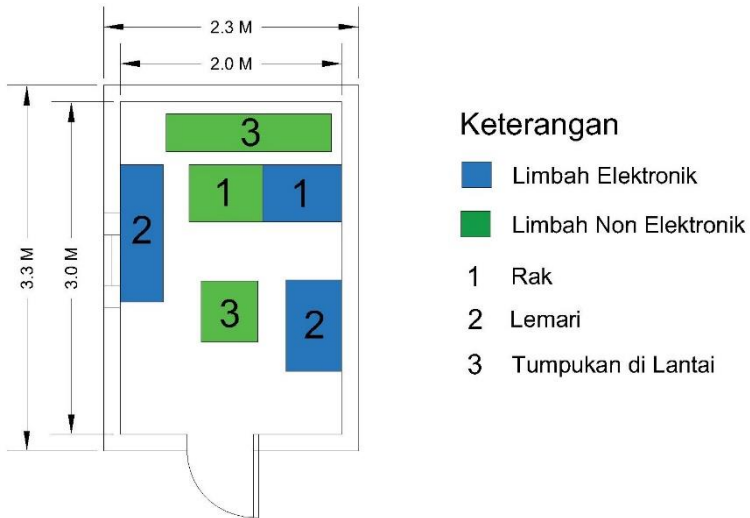 2.3 M
2.0 M
3.3 M
3.0 M
3
1
1
2
3
2
Keterangan
Limbah Elektronik
Limbah Non Elektronik
1 Rak
2 Lemari
3 Tumpukan di Lantai